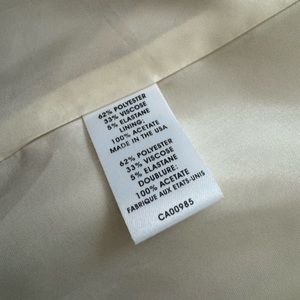 62% POLYESTER
33% VISCOSE
5% ELASTANE
LINING:
100% ACETATE
MADE IN THE USA
62% POLYESTER
33% VISCOSE
5% ELASTANE
DOUBLURE:
100% ACETATE
FABRIQUE AUX ETATS-UNIS
CA00985